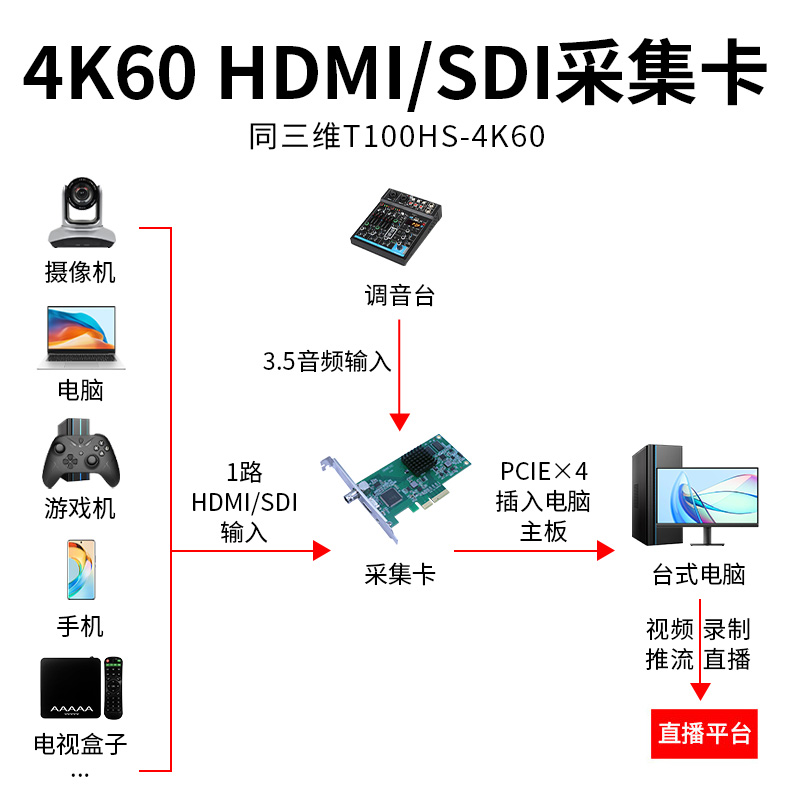 4K60 HDMI/SDI采集卡
同三维T100HS-4K60
摄像机
电脑
游戏机
手机
电视盒子
...
调音台
3.5音频输入
1路
HDMI/SDI
输入
采集卡
PCIE×4
插入电脑
主板
台式电脑
视频 录制
推流 直播
直播平台